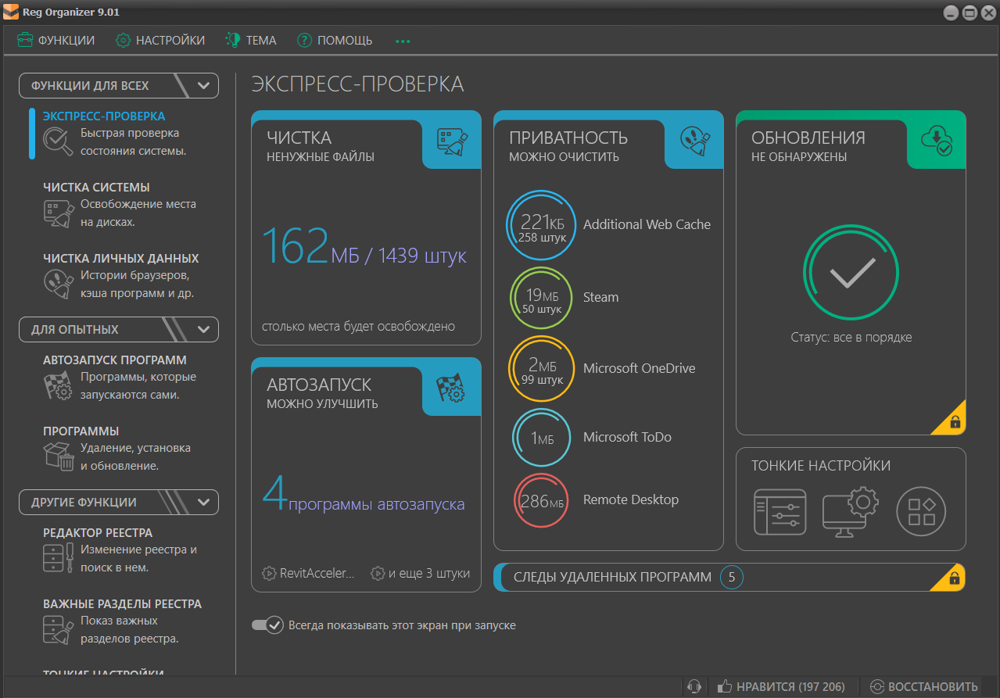 Reg Organizer 9.01
ФУНКЦИИ
НАСТРОЙКИ
ТЕМА
ПОМОЩЬ
ФУНКЦИИ ДЛЯ ВСЕХ
ЭКСПРЕСС-ПРОВЕРКА
Быстрая проверка
состояния системы.
ЧИСТКА СИСТЕМЫ
Освобождение места
на дисках.
ЧИСТКА ЛИЧНЫХ ДАННЫХ
Истории браузеров,
кэша программ и др.
ДЛЯ ОПЫТНЫХ
АВТОЗАПУСК ПРОГРАММ
Программы, которые
запускаются сами.
ПРОГРАММЫ
Удаление, установка
и обновление.
ДРУГИЕ ФУНКЦИИ
РЕДАКТОР РЕЕСТРА
Изменение реестра и
поиск в нем.
ВАЖНЫЕ РАЗДЕЛЫ РЕЕСТРА
Показ важных
разделов реестра.
ТОНКИЕ НАСТРОЙКИ
ЭКСПРЕСС-ПРОВЕРКА
ЧИСТКА
НЕНУЖНЫЕ ФАЙЛЫ
162 МБ / 1439 штук
столько места будет освобождено
АВТОЗАПУСК
МОЖНО УЛУЧШИТЬ
4 программы автозапуска
RevitAcceler...
и еще 3 штуки
ПРИВАТНОСТЬ
МОЖНО ОЧИСТИТЬ
221КБ
258 штук
Additional Web Cache
19МБ
50 штук
Steam
2МБ
99 штук
Microsoft OneDrive
1МБ
Microsoft ToDo
286МБ
Remote Desktop
ОБНОВЛЕНИЯ
НЕ ОБНАРУЖЕНЫ
Статус: все в порядке
ТОНКИЕ НАСТРОЙКИ
СЛЕДЫ УДАЛЕННЫХ ПРОГРАММ 5
Всегда показывать этот экран при запуске
НРАВИТСЯ (197 206)
ВОССТАНОВИТЬ